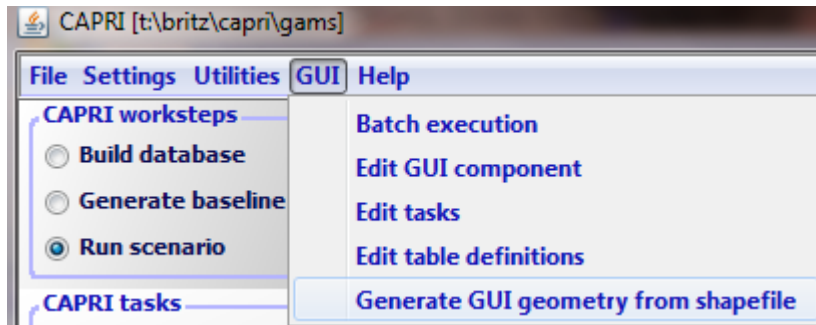 CAPRI [t:\britz\capri\gams]
File Settings Utilities GUI Help
CAPRI worksteps
Build database
Generate baseline
Run scenario
CAPRI tasks
Batch execution
Edit GUI component
Edit tasks
Edit table definitions
Generate GUI geometry from shapefile